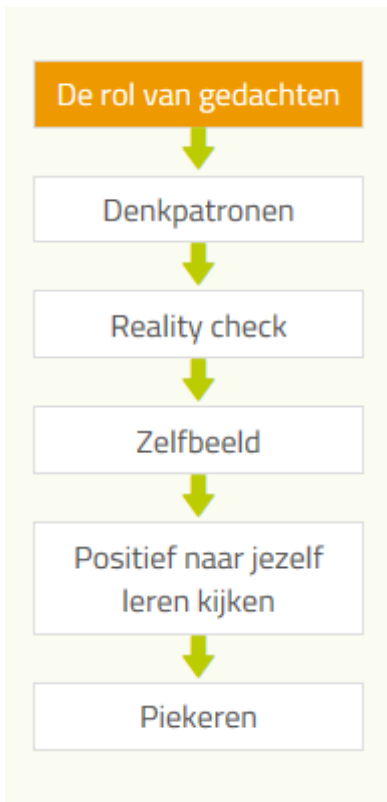 De rol van gedachten
Denkpatronen
Reality check
Zelfbeeld
Positief naar jezelf
leren kijken
Piekeren